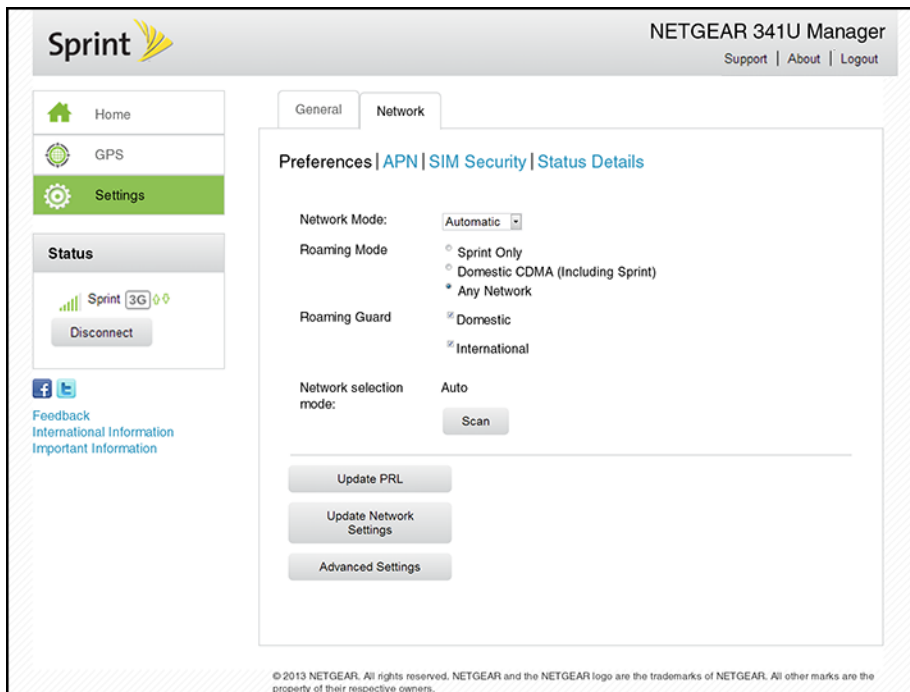 Sprint
NETGEAR 341U Manager
Support | About | Logout
Home
GPS
Settings
Status
Sprint 3G
Disconnect
Feedback
International Information
Important Information
General
Network
Preferences | APN | SIM Security | Status Details
Network Mode:
Automatic
Roaming Mode
Sprint Only
Domestic CDMA (Including Sprint)
Any Network
Roaming Guard
Domestic
International
Network selection
mode:
Auto
Scan
Update PRL
Update Network
Settings
Advanced Settings
© 2013 NETGEAR. All rights reserved. NETGEAR and the NETGEAR logo are the trademarks of NETGEAR. All other marks are the
property of their respective owners.